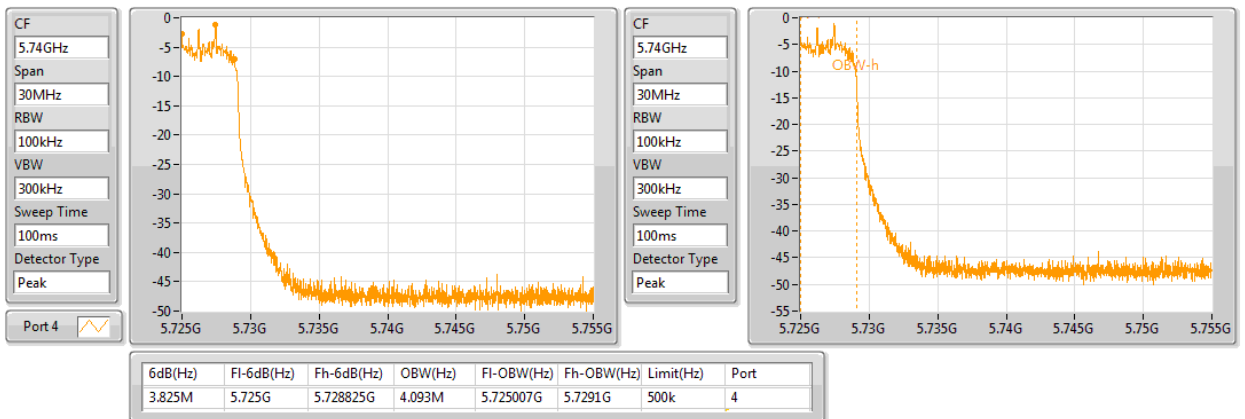 CF
5.74GHz
Span
30MHz
RBW
100kHz
VBW
300kHz
Sweep Time
100ms
Detector Type
Peak
Port 4
0
-5
-10
-15
-20
-25
-30
-35
-40
-45
-50
5.725G 5.73G 5.735G 5.74G 5.745G 5.75G 5.755G
CF
5.74GHz
Span
30MHz
RBW
100kHz
VBW
300kHz
Sweep Time
100ms
Detector Type
Peak
0
-5
-10
-15
-20
-25
-30
-35
-40
-45
-50
-55
OBW-h
5.725G 5.73G 5.735G 5.74G 5.745G 5.75G 5.755G
6dB(Hz) Fl-6dB(Hz) Fh-6dB(Hz) OBW(Hz) Fl-OBW(Hz) Fh-OBW(Hz) Limit(Hz) Port
3.825M 5.725G 5.728825G 4.093M 5.725007G 5.7291G 500k 4